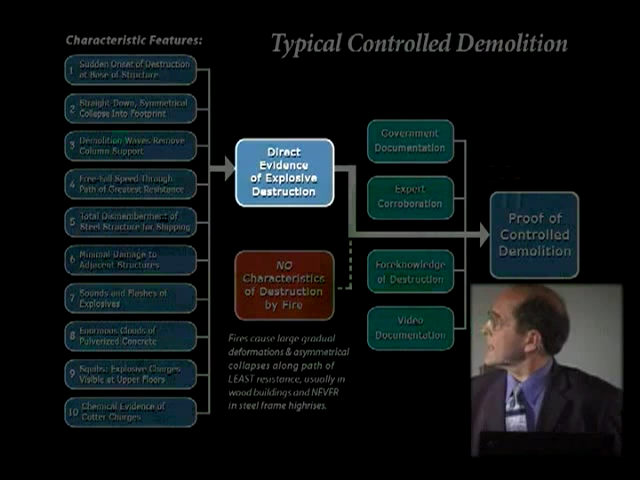 Characteristic Features:
Typical Controlled Demolition
1 Sudden Onset of Destruction
at Base of Structure
2 Straight-Down, Symmetrical
Collapse Into Footprint
3 Demolition Waves Remove
Column Support
4 Free-Fall Speed Through
Path of Greatest Resistance
5 Total Dismemberment of
Steel Structure for Shipping
6 Minimal Damage to
Adjacent Structures
7 Sounds and Flashes of
Explosives
8 Enormous Clouds of
Pulverized Concrete
9 Squibs: Explosive Charges
Visible at Upper Floors
10 Chemical Evidence of
Cutter Charges
Direct
Evidence
of Explosive
Destruction
NO
Characteristics
of Destruction
by Fire
Fires cause large gradual
deformations & asymmetrical
collapses along path of
LEAST resistance, usually in
wood buildings and NEVER
in steel frame highrises.
Government
Documentation
Expert
Corroboration
Foreknowledge
of Destruction
Video
Documentation
Proof of
Controlled
Demolition